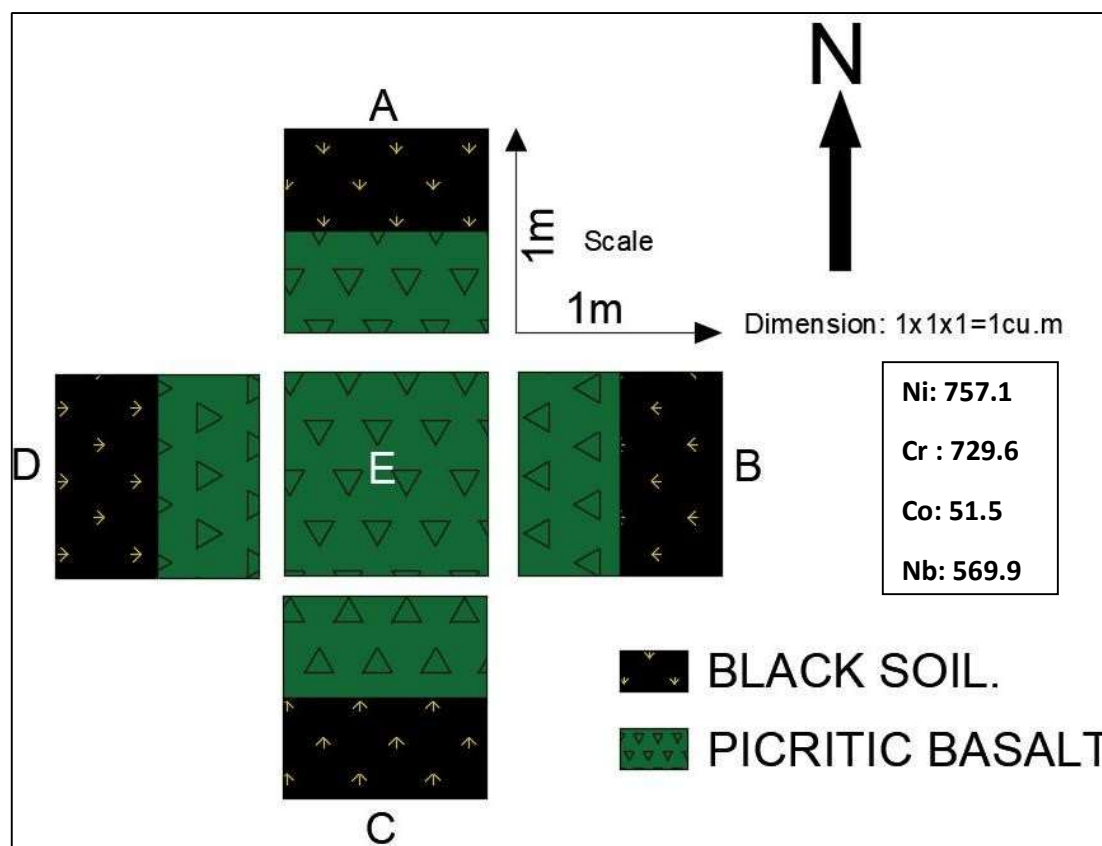 N
A
1m
Scale
1m
Dimension: 1x1x1=1cu.m
Ni: 757.1
Cr : 729.6
Co: 51.5
Nb: 569.9
D
E
B
BLACK SOIL.
PICRITIC BASALT
C